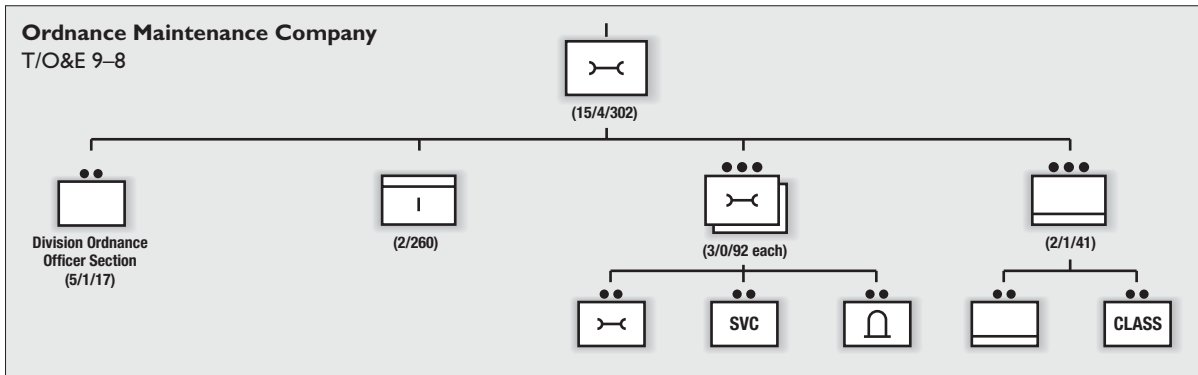 Ordnance Maintenance Company
T/O&E 9–8
(15/4/302)
Division Ordnance
Officer Section
(5/1/17)
I
(2/260)
(3/0/92 each)
(2/1/41)
SVC
CLASS